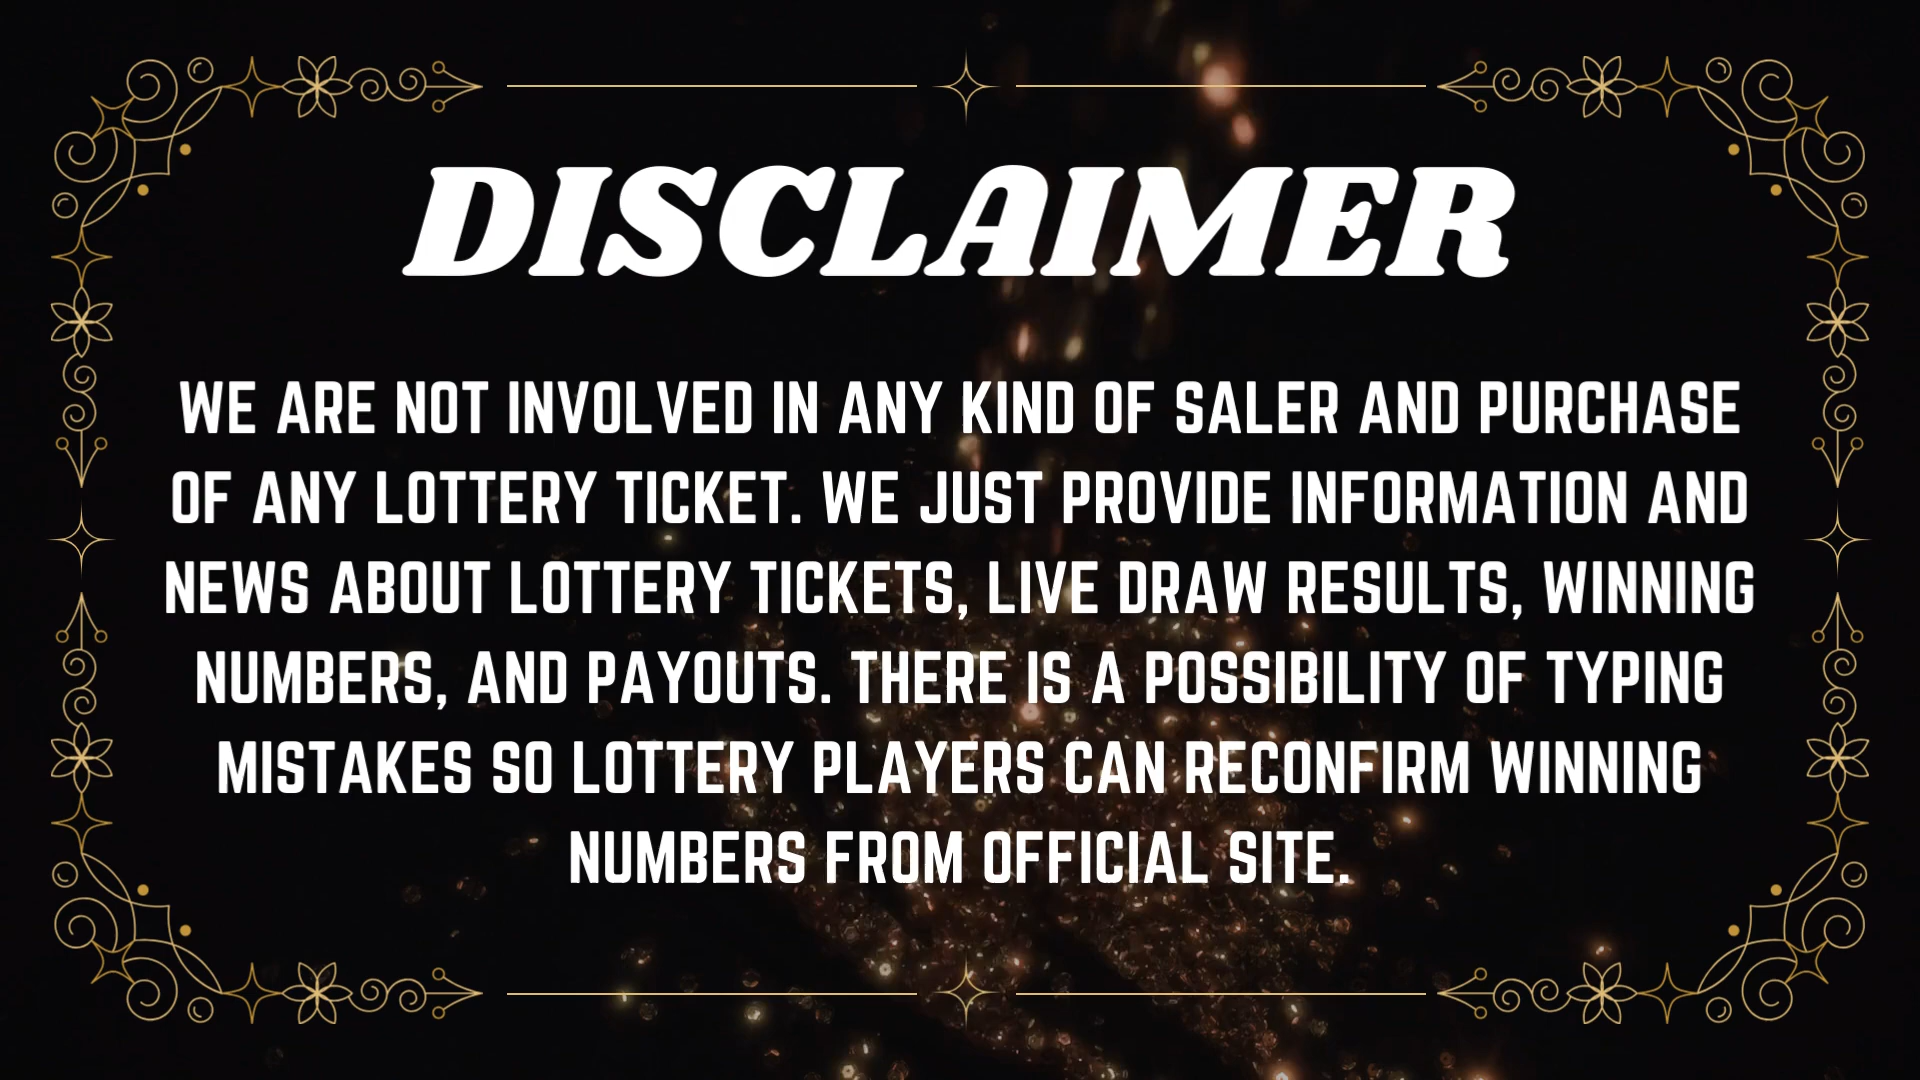 DISCLAIMER
WE ARE NOT INVOLVED IN ANY KIND OF SALER AND PURCHASE
OF ANY LOTTERY TICKET. WE JUST PROVIDE INFORMATION AND
NEWS ABOUT LOTTERY TICKETS, LIVE DRAW RESULTS, WINNING
NUMBERS, AND PAYOUTS. THERE IS A POSSIBILITY OF TYPING
MISTAKES SO LOTTERY PLAYERS CAN RECONFIRM WINNING
NUMBERS FROM OFFICIAL SITE.